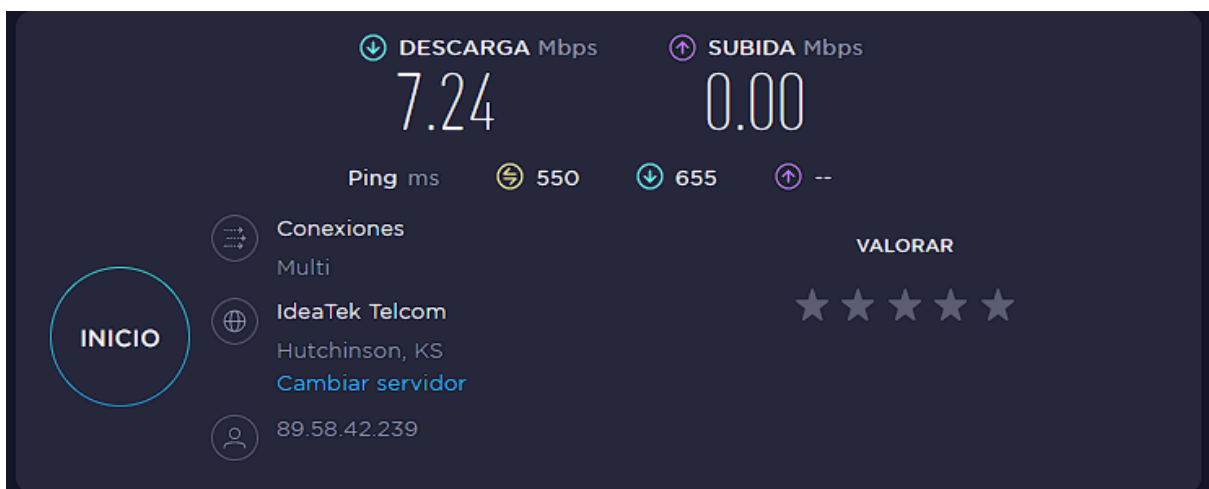 DESCARGA Mbps
SUBIDA Mbps
7.24
0.00
Ping ms 550 655 --
Conexiones
Multi
VALORAR
IdeaTek Telcom
Hutchinson, KS
Cambiar servidor
INICIO
89.58.42.239